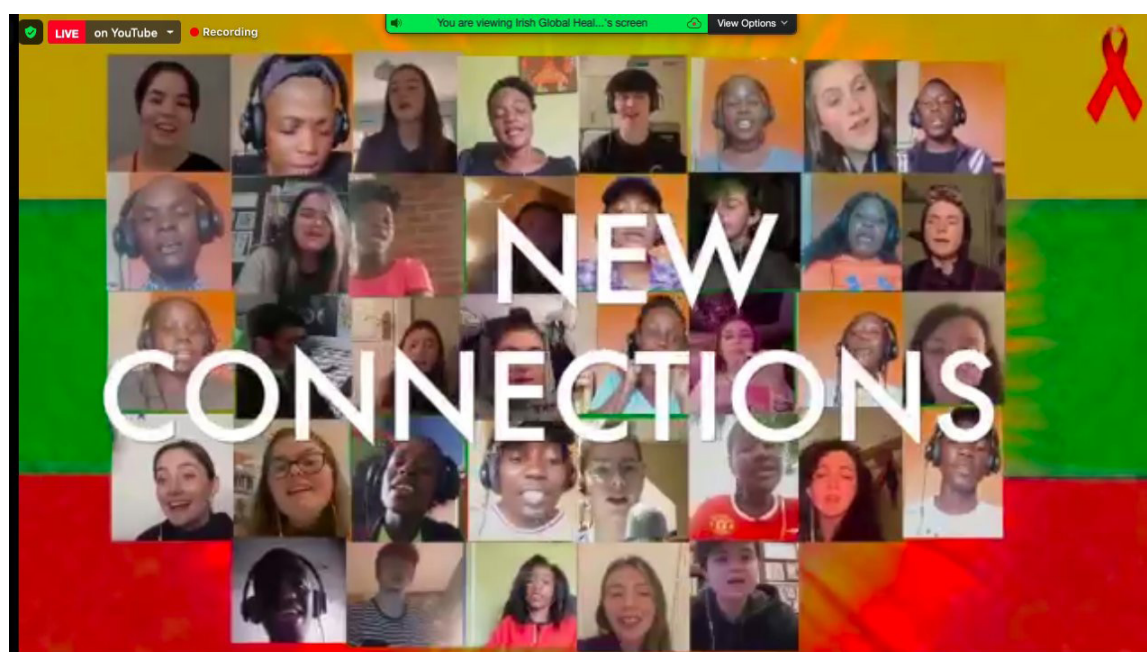 LIVE on YouTube Recording You are viewing Irish Global Heal...'s screen View Options
NEW
CONNECTIONS